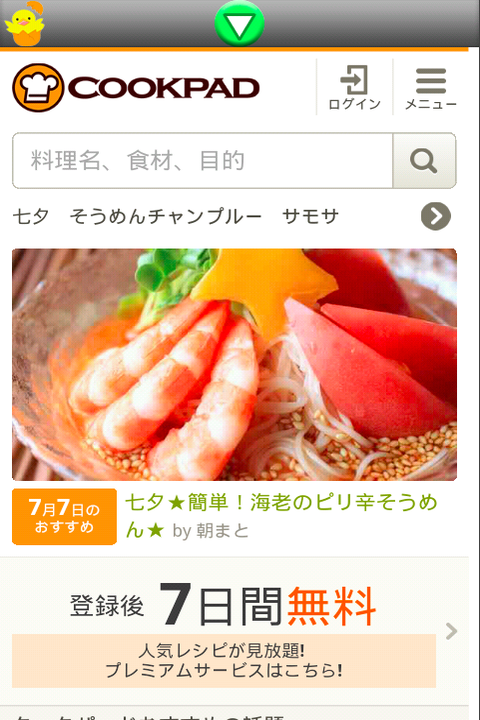 COOKPAD
ログイン
メニュー
料理名、食材、目的
七夕 そうめんチャンプルー サモサ
7月7日の
おすすめ
七夕★簡単！海老のピリ辛そうめ
ん★ by 朝まと
登録後 7日間無料
人気レシピが見放題!
プレミアムサービスはこちら!